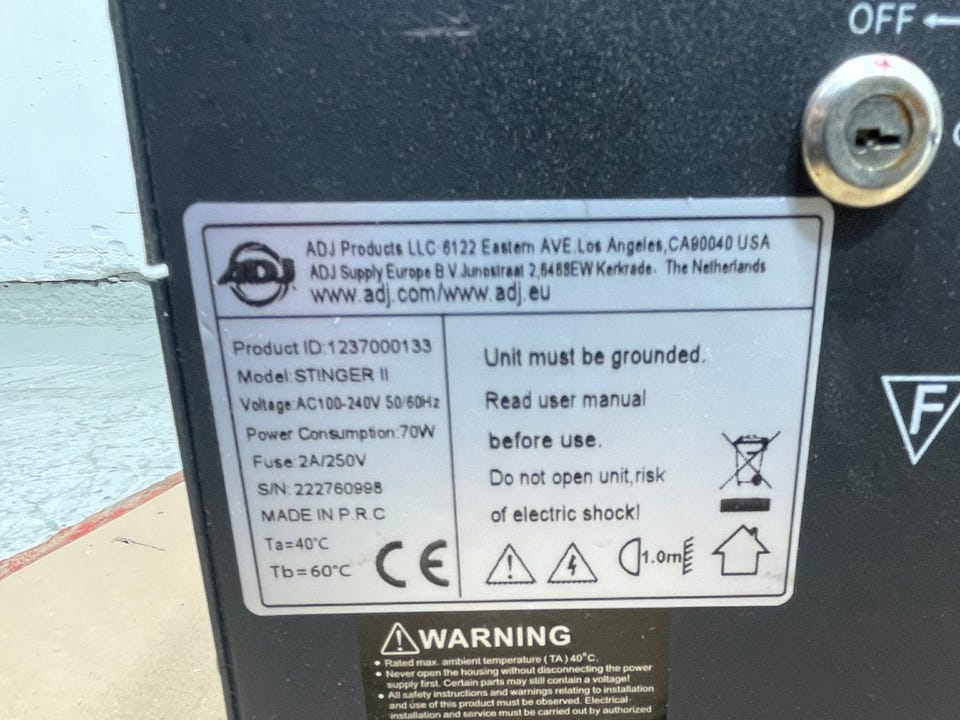 OFF
ADJ
ADJ Products LLC 6122 Eastern AVE.Los Angeles,CA90040 USA
ADJ Supply Europe B.V.Junostraat 2,6468EW Kerkrade. The Netherlands
www.adj.com/www.adj.eu
Product ID:1237000133
Model:STINGER II
Voltage:AC100-240V 50/60Hz
Power Consumption:70W
Fuse:2A/250V
S/N: 222760998
MADE IN P.R.C
Ta=40°C
Tb=60°C
CE
Unit must be grounded.
Read user manual
before use.
Do not open unit,risk
of electric shock!
1.0m
F
WARNING
• Rated max. ambient temperature (TA) 40°C.
• Never open the housing without disconnecting the power
supply first. Certain parts may still contain a voltage!
• All safety instructions and warnings relating to installation
and use of this product must be observed. Electrical
installation and service must be carried out by authorized